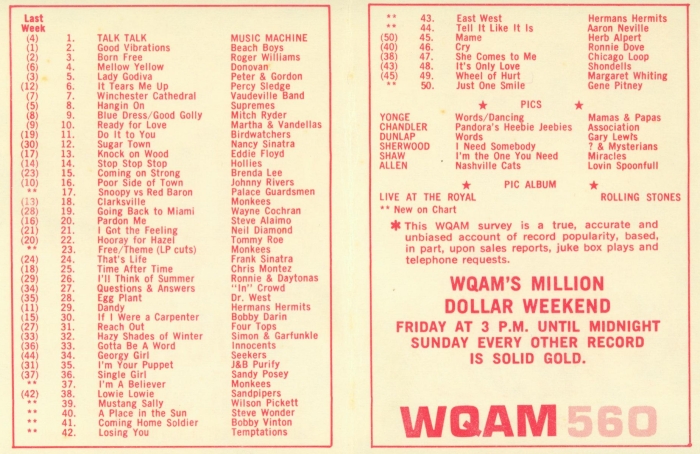 Last
Week
(4) 1. TALK TALK MUSIC MACHINE
(1) 2. Good Vibrations Beach Boys
(2) 3. Born Free Roger Williams
(6) 4. Mellow Yellow Donovan
(3) 5. Lady Godiva Peter & Gordon
(12) 6. It Tears Me Up Percy Sledge
(7) 7. Winchester Cathedral Vaudeville Band
(5) 8. Hangin On Supremes
(8) 9. Blue Dress/Good Golly Mitch Ryder
(9) 10. Ready for Love Martha & Vandellas
(19) 11. Do It to You Birdwatchers
(30) 12. Sugar Town Nancy Sinatra
(17) 13. Knock on Wood Eddie Floyd
(14) 14. Stop Stop Stop Hollies
(23) 15. Coming on Strong Brenda Lee
(10) 16. Poor Side of Town Johnny Rivers
** 17. Snoopy vs Red Baron Palace Guardsmen
(13) 18. Clarksville Monkees
(28) 19. Going Back to Miami Wayne Cochran
(16) 20. Pardon Me Steve Alaimo
(21) 21. I Got the Feeling Neil Diamond
(20) 22. Hooray for Hazel Tommy Roe
** 23. Free/Theme (LP cuts) Monkees
(24) 24. That's Life Frank Sinatra
(18) 25. Time After Time Chris Montez
(29) 26. I'll Think of Summer Ronnie & Daytonas
(34) 27. Questions & Answers "In" Crowd
(35) 28. Egg Plant Dr. West
(11) 29. Dandy Hermans Hermits
(15) 30. If I Were a Carpenter Bobby Darin
(27) 31. Reach Out Four Tops
(33) 32. Hazy Shades of Winter Simon & Garfunkle
(36) 33. Gotta Be A Word Innocents
(44) 34. Georgy Girl Seekers
(31) 35. I'm Your Puppet J&B Purify
(37) 36. Single Girl Sandy Posey
** 37. I'm A Believer Monkees
(42) 38. Lowie Lowie Sandpipers
** 39. Mustang Sally Wilson Pickett
** 40. A Place in the Sun Steve Wonder
** 41. Coming Home Soldier Bobby Vinton
** 42. Losing You Temptations
** 43. East West Hermans Hermits
** 44. Tell It Like It Is Aaron Neville
(50) 45. Mame Herb Alpert
(40) 46. Cry Ronnie Dove
(38) 47. She Comes to Me Chicago Loop
(43) 48. It's Only Love Shondells
(45) 49. Wheel of Hurt Margaret Whiting
** 50. Just One Smile Gene Pitney
★ PICS ★
YONGE Words/Dancing Mamas & Papas
CHANDLER Pandora's Heebie Jeebies Association
DUNLAP Words Gary Lewis
SHERWOOD I Need Somebody ? & Mysterians
SHAW I'm the One You Need Miracles
ALLEN Nashville Cats Lovin Spoonfull
★ PIC ALBUM ★
LIVE AT THE ROYAL ROLLING STONES
** New on Chart
* This WQAM survey is a true, accurate and
unbiased account of record popularity, based,
in part, upon sales reports, juke box plays and
telephone requests.
WQAM'S MILLION
DOLLAR WEEKEND
FRIDAY AT 3 P.M. UNTIL MIDNIGHT
SUNDAY EVERY OTHER RECORD
IS SOLID GOLD.
WQAM 560